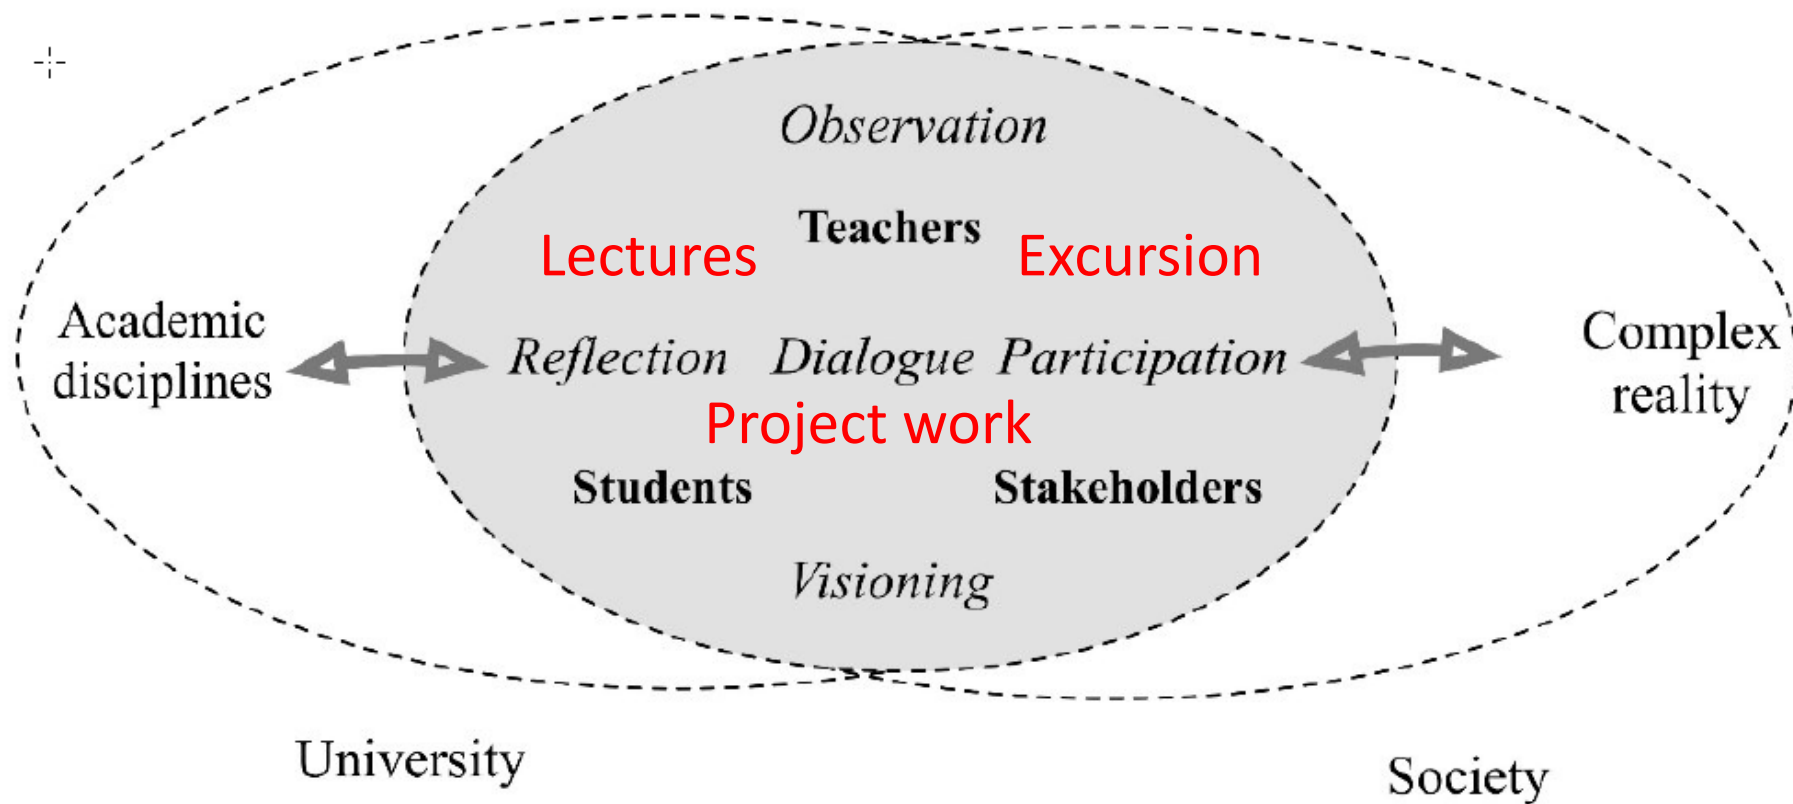 Observation
Teachers
Lectures
Excursion
Academic
disciplines
Reflection Dialogue Participation
Complex
reality
Project work
Students
Stakeholders
Visioning
University
Society